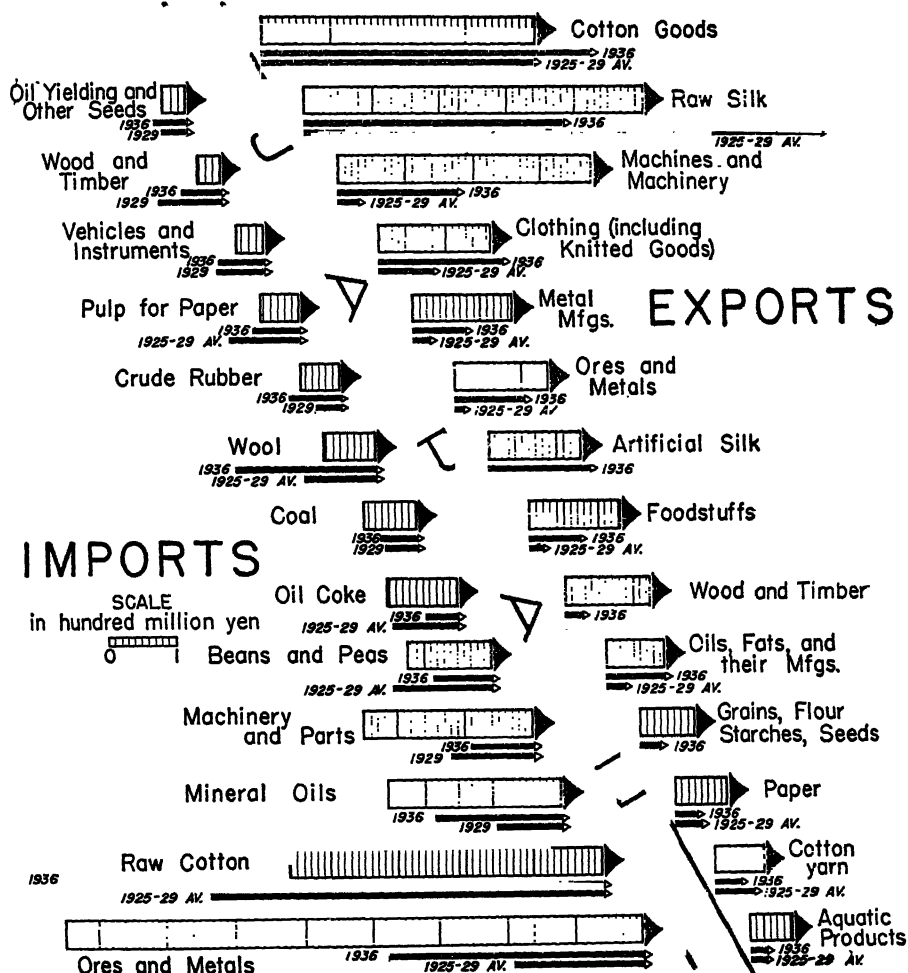 Cotton Goods
1936
1925-29 AV.
Oil Yielding and
Other Seeds
1936
1929
Raw Silk
1936
1925-29 AV.
Wood and
Timber
1936
1929
Machines and
Machinery
1936
1925-29 AV.
Vehicles and
Instruments
1936
1929
Clothing (including
Knitted Goods)
1936
1925-29 AV.
Pulp for Paper
1936
1925-29 AV.
Metal
Mfgs.
1936
1925-29 AV.
EXPORTS
Crude Rubber
1936
1929
Ores and
Metals
1936
1925-29 AV
Wool
1936
1925-29 AV.
Artificial Silk
1936
Coal
1936
1929
Foodstuffs
1936
1925-29 AV.
IMPORTS
SCALE
in hundred million yen
0 1
Oil Coke
1936
1925-29 AV.
Wood and Timber
1936
Beans and Peas
1936
1925-29 AV.
Oils, Fats, and
their Mfgs.
1936
1925-29 AV.
Machinery
and Parts
1936
1929
Grains, Flour
Starches, Seeds
1936
Mineral Oils
1936
1929
Paper
1936
1925-29 AV.
Raw Cotton
1936
1925-29 AV.
Cotton
yarn
1936
1925-29 AV.
Ores and Metals
1936
1925-29 AV.
Aquatic
Products
1936
1925-29 AV.